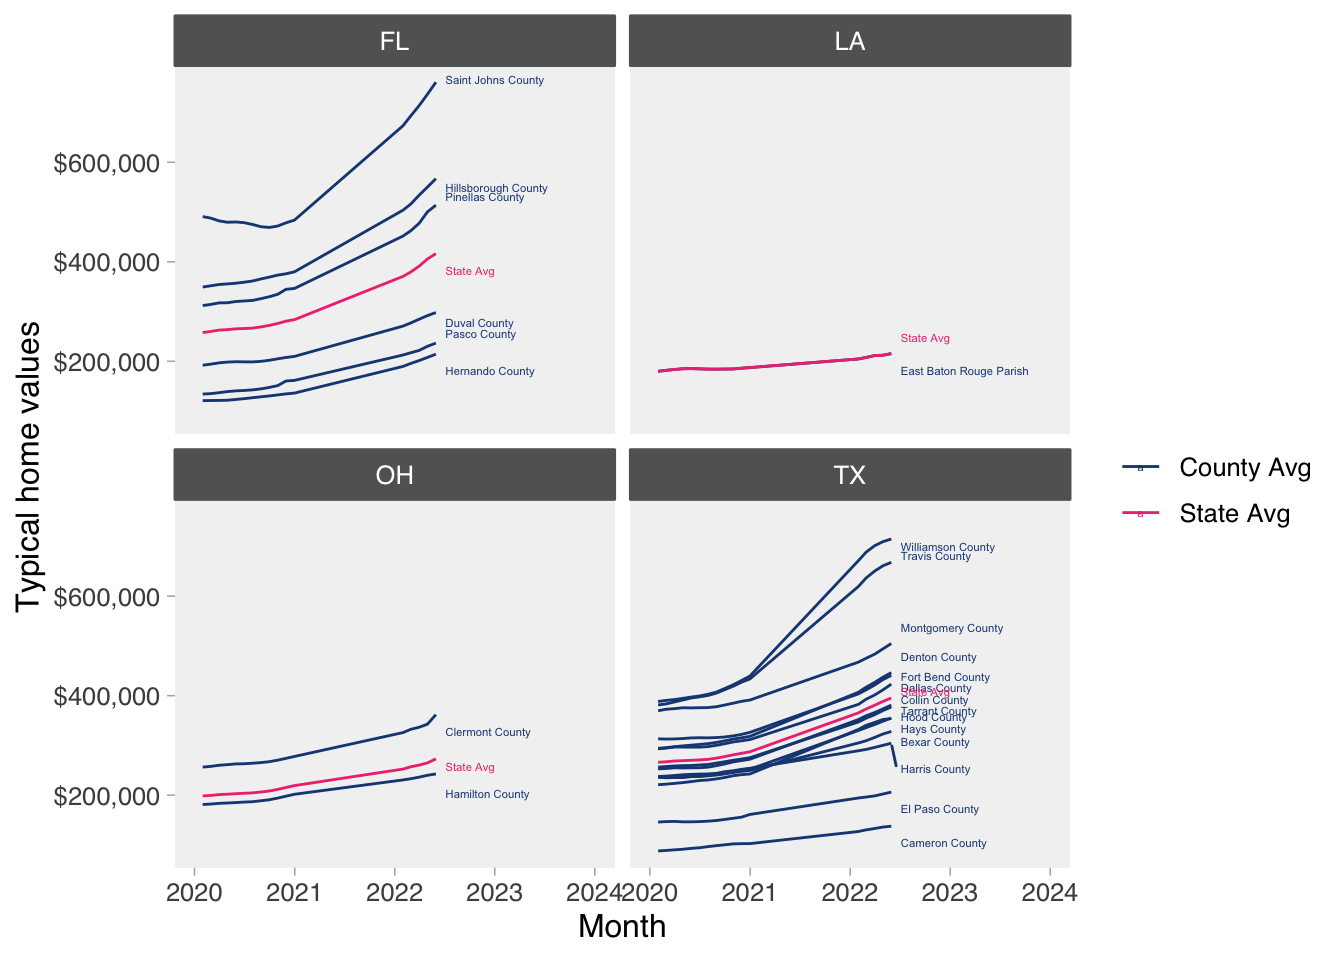 FL
LA
Saint Johns County
$600,000
Hillsborough County
Pinellas County
$400,000
State Avg
Duval County
Pasco County
State Avg
$200,000
Hernando County
East Baton Rouge Parish
Typical home values
OH
TX
County Avg
State Avg
Williamson County
Travis County
$600,000
Montgomery County
Denton County
Fort Bend County
Dallas County
State Avg
$400,000
Collin County
Tarrant County
Hood County
Hays County
Clermont County
Bexar County
State Avg
Harris County
$200,000
Hamilton County
El Paso County
Cameron County
2020 2021 2022 2023 2024
2020 2021 2022 2023 2024
Month